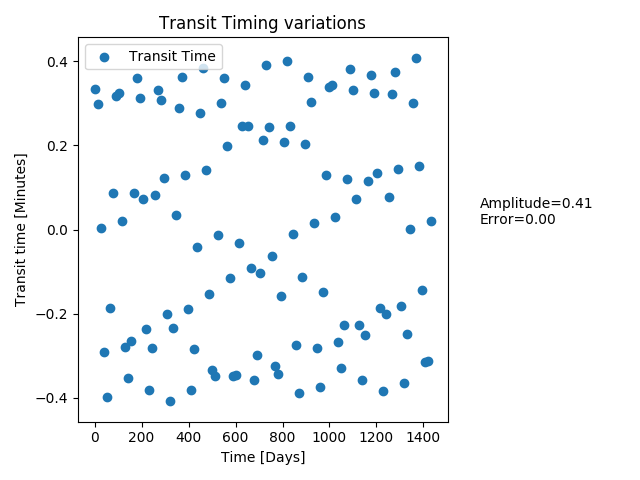 Transit Timing variations
Transit Time
Transit time [Minutes]
0.4
0.2
0.0
−0.2
−0.4
0
200
400
600
800
1000
1200
1400
Time [Days]
Amplitude=0.41
Error=0.00